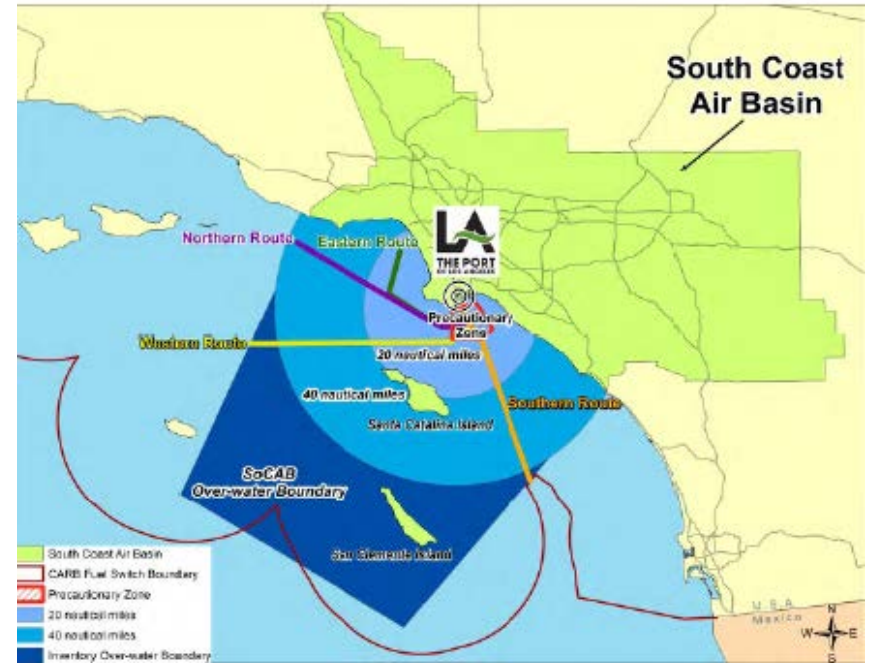 South Coast
Air Basin
Northern Route
Eastern Route
LA
THE PORT
OF LOS ANGELES
Precautionary
Zone
Western Route
20 nautical miles
40 nautical miles
Southern Route
Santa Catalina Island
SoCAB
Over-water Boundary
San Clemente Island
South Coast Air Basin
CARB Fuel Switch Boundary
Precautionary Zone
20 nautical miles
40 nautical miles
Inventory Over-water Boundary
U.S.A.
Mexico
N
W
E
S